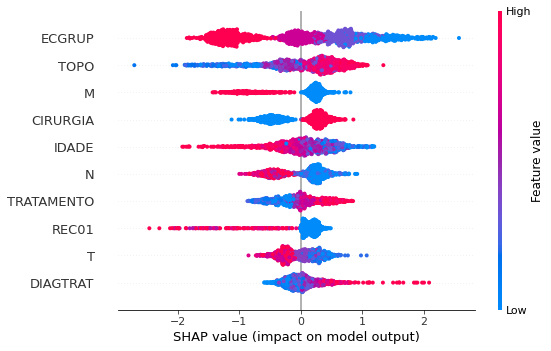 High
ECGRUP
TOPO
M
CIRURGIA
IDADE
N
TRATAMENTO
REC01
T
DIAGTRAT
Feature value
Low
−2 −1 0 1 2
SHAP value (impact on model output)